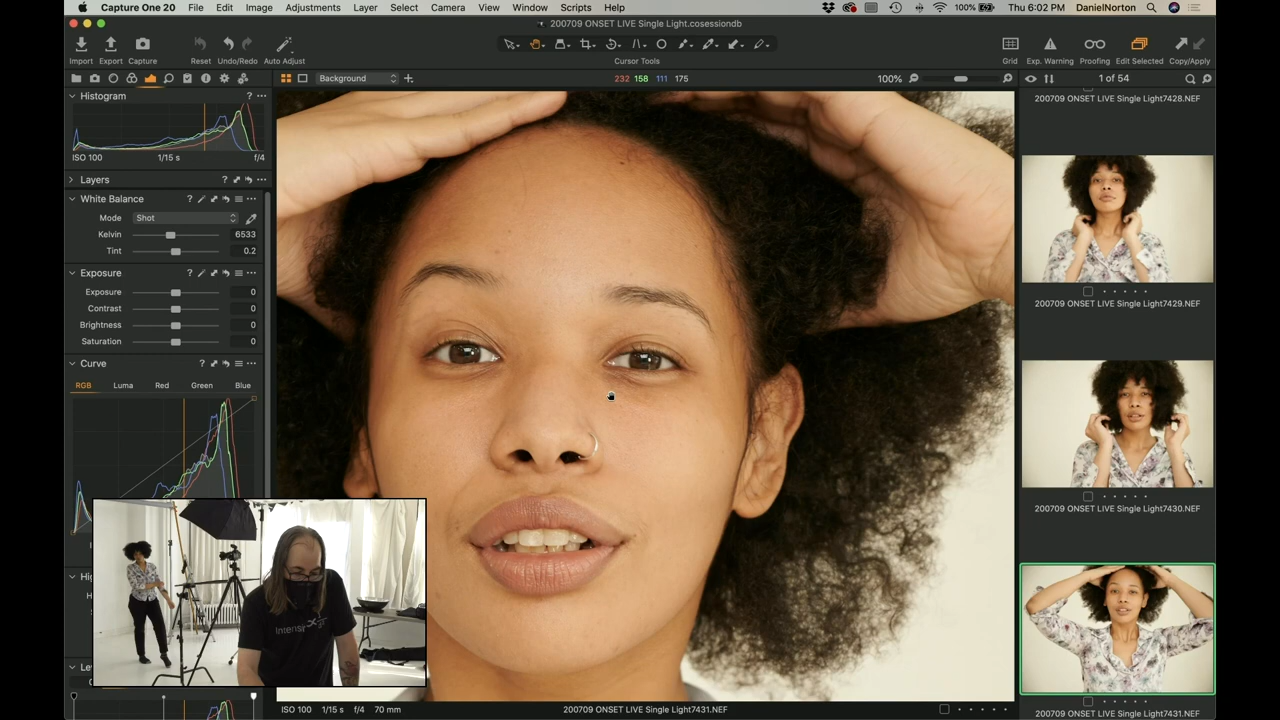 Capture One 20 File Edit View Image Adjustments Layer Select Camera View Window Scripts Help 100% Thu 6:02 PM DanielNorton
200709 ONSET LIVE Single Light.cosessiondb
Import Export Capture Reset Undo/Redo Auto Adjust Cursor Tools Grid Exp. Warning Proofing Edit Selected Copy/Apply
Background 232 158 111 175 100% 1 of 54
Histogram ? ...
ISO 100 1/15 s f/4
Layers ? ...
White Balance ? ...
Mode Shot
Kelvin 6533
Tint 0.2
Exposure ? ...
Exposure 0
Contrast 0
Brightness 0
Saturation 0
Curve ? ...
RGB Luma Red Green Blue
Hig
H
S
Le
Intensi
ISO 100 1/15 s f/4 70 mm 200709 ONSET LIVE Single Light7431.NEF
200709 ONSET LIVE Single Light7428.NEF
200709 ONSET LIVE Single Light7429.NEF
200709 ONSET LIVE Single Light7430.NEF
200709 ONSET LIVE Single Light7431.NEF